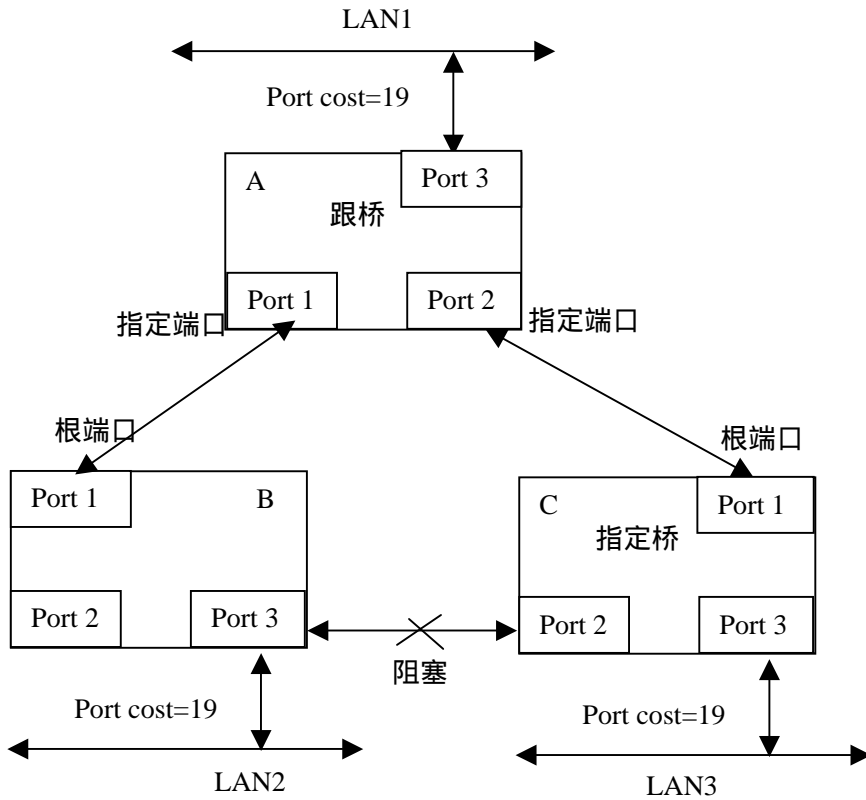 LAN1
Port cost=19
A
Port 3
跟桥
Port 1
Port 2
指定端口
指定端口
根端口
根端口
Port 1
B
C
Port 1
指定桥
Port 2
Port 3
Port 2
Port 3
阻塞
Port cost=19
Port cost=19
LAN2
LAN3